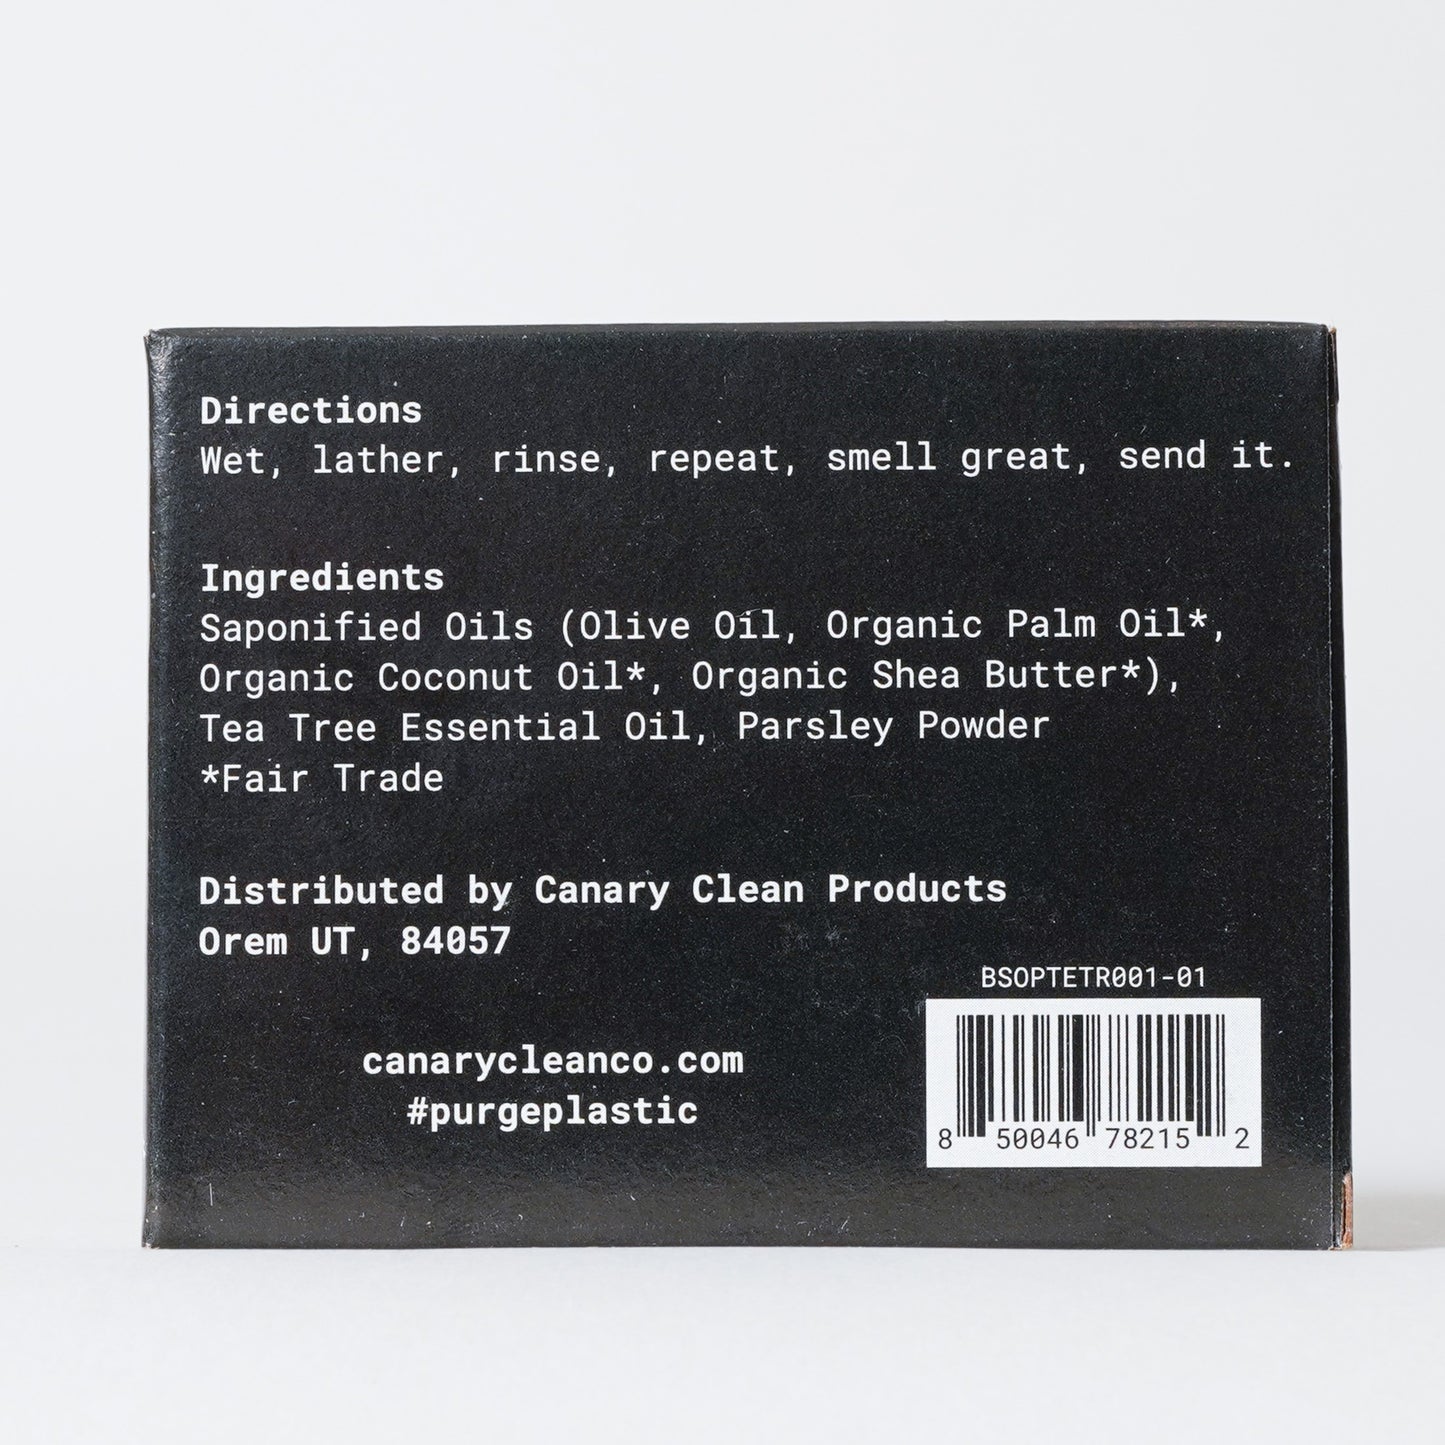 Directions
Wet, lather, rinse, repeat, smell great, send it.
Ingredients
Saponified Oils (Olive Oil, Organic Palm Oil*,
Organic Coconut Oil*, Organic Shea Butter*),
Tea Tree Essential Oil, Parsley Powder
*Fair Trade
Distributed by Canary Clean Products
Orem UT, 84057
canarycleanco.com
#purgeplastic
BSOPTETR001-01
8 50046 78215 2